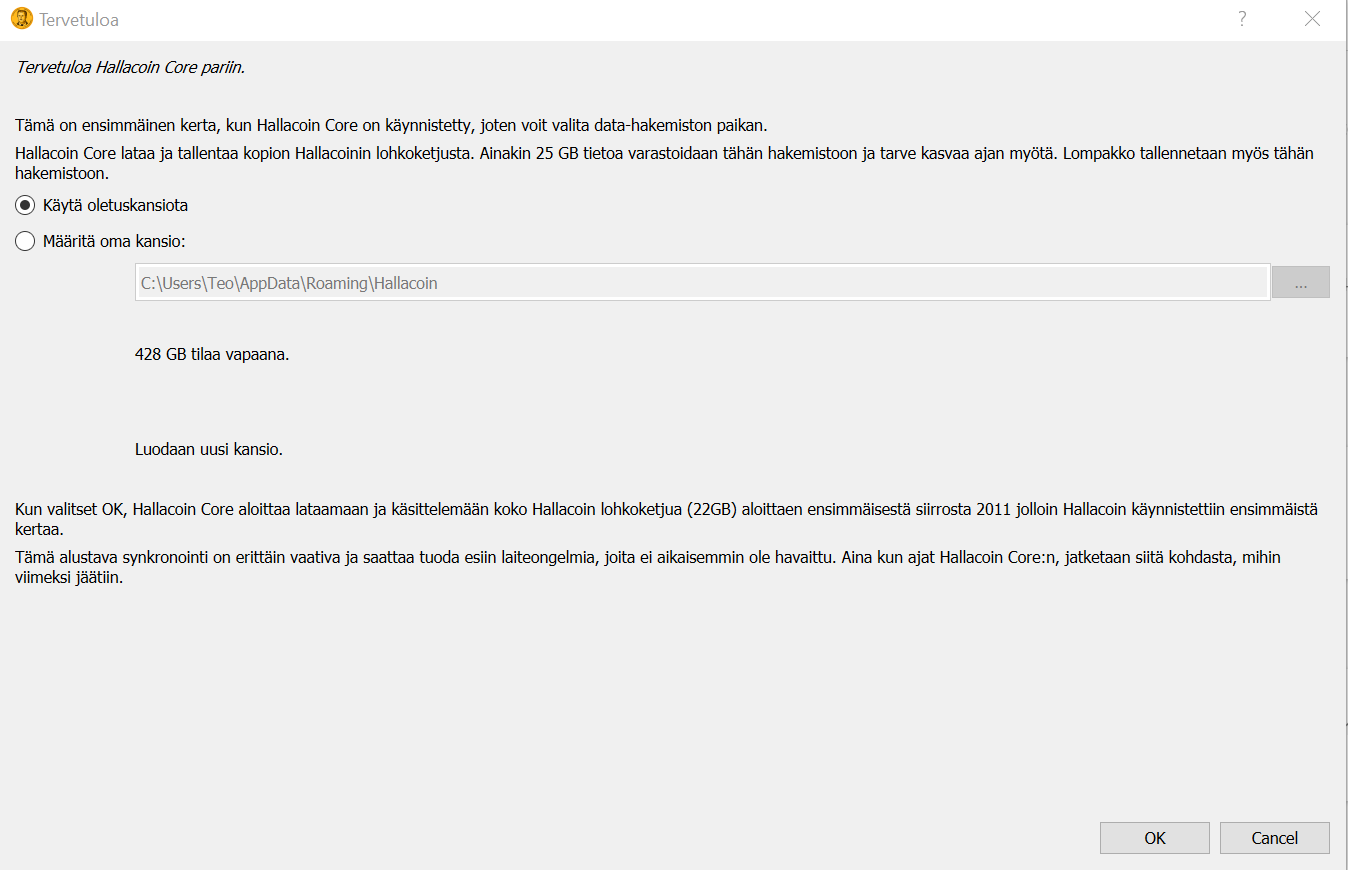 Tervetuloa
?
Tervetuloa Hallacoin Core pariin.
Tämä on ensimmäinen kerta, kun Hallacoin Core on käynnistetty, joten voit valita data-hakemiston paikan.
Hallacoin Core lataa ja tallentaa kopion Hallacoinin lohkoketjusta. Ainakin 25 GB tietoa varastoidaan tähän hakemistoon ja tarve kasvaa ajan myötä. Lompakko tallennetaan myös tähän
hakemistoon.
Käytä oletuskansiota
Määritä oma kansio:
C:\Users\Teo\AppData\Roaming\Hallacoin
...
428 GB tilaa vapaana.
Luodaan uusi kansio.
Kun valitset OK, Hallacoin Core aloittaa lataamaan ja käsittelemään koko Hallacoin lohkoketjua (22GB) aloittaen ensimmäisestä siirrosta 2011 jolloin Hallacoin käynnistettiin ensimmäistä
kertaa.
Tämä alustava synkronointi on erittäin vaativa ja saattaa tuoda esiin laiteongelmia, joita ei aikaisemmin ole havaittu. Aina kun ajat Hallacoin Core:n, jatketaan siitä kohdasta, mihin
viimeksi jäätiin.
OK
Cancel